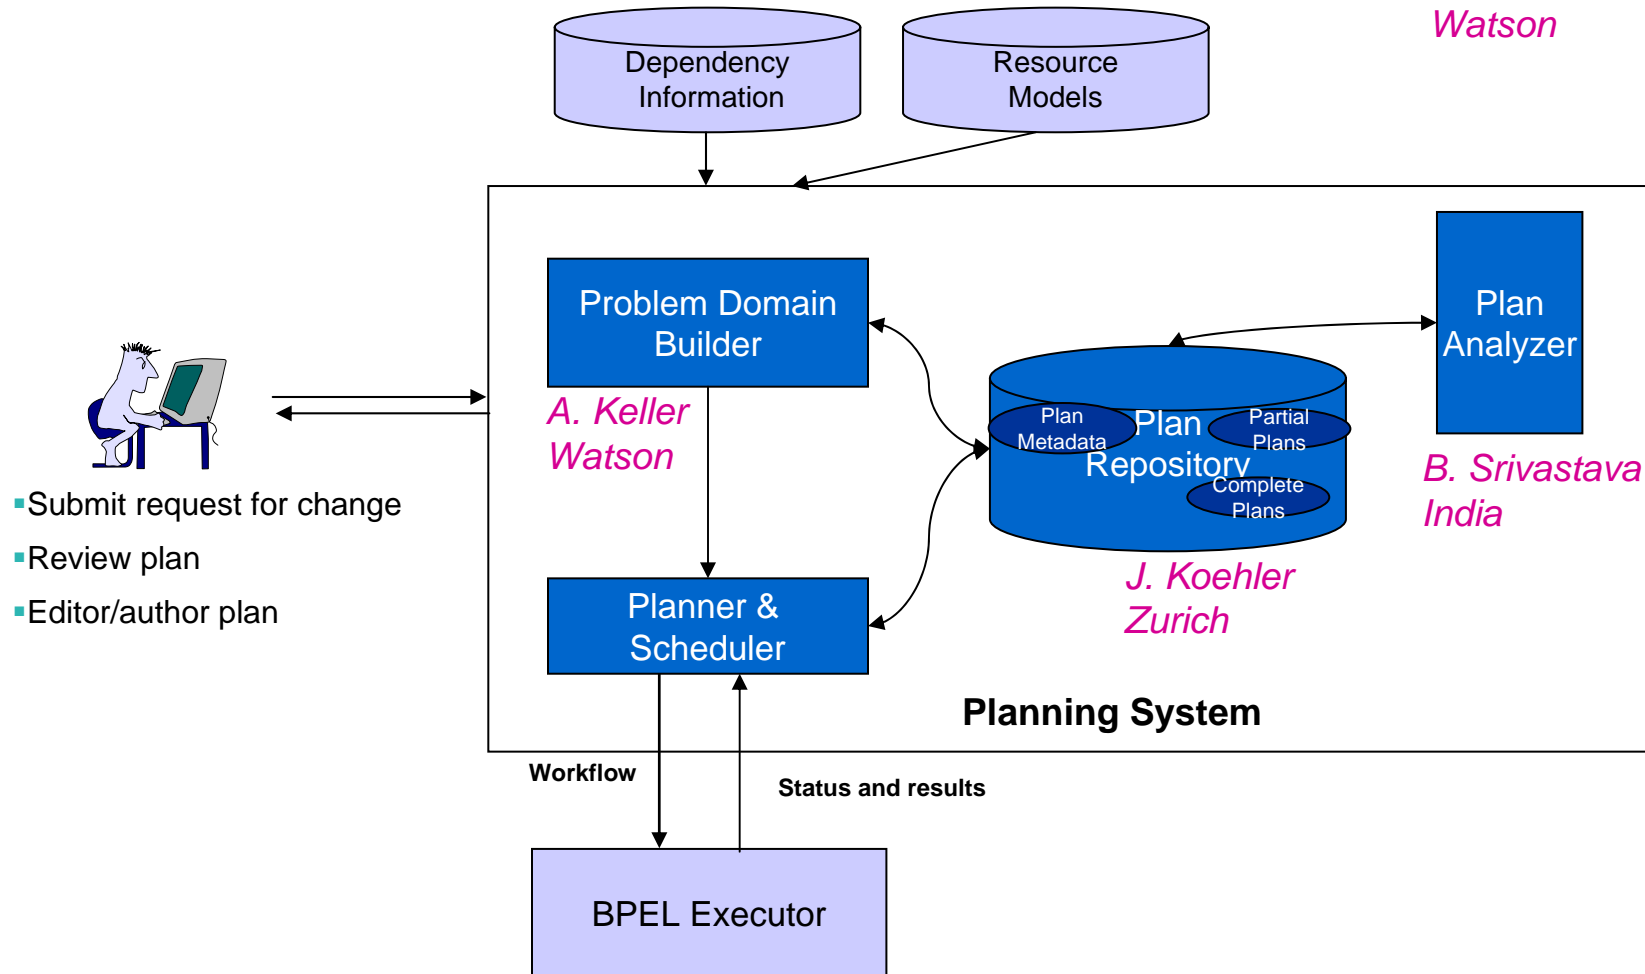 Watson
Dependency
Information
Resource
Models
Problem Domain
Builder
Plan
Analyzer
A. Keller
Watson
Plan
Metadata
Plan
Repository
Partial
Plans
Complete
Plans
B. Srivastava
India
▪Submit request for change
▪Review plan
▪Editor/author plan
J. Koehler
Zurich
Planner &
Scheduler
Planning System
Workflow
Status and results
BPEL Executor